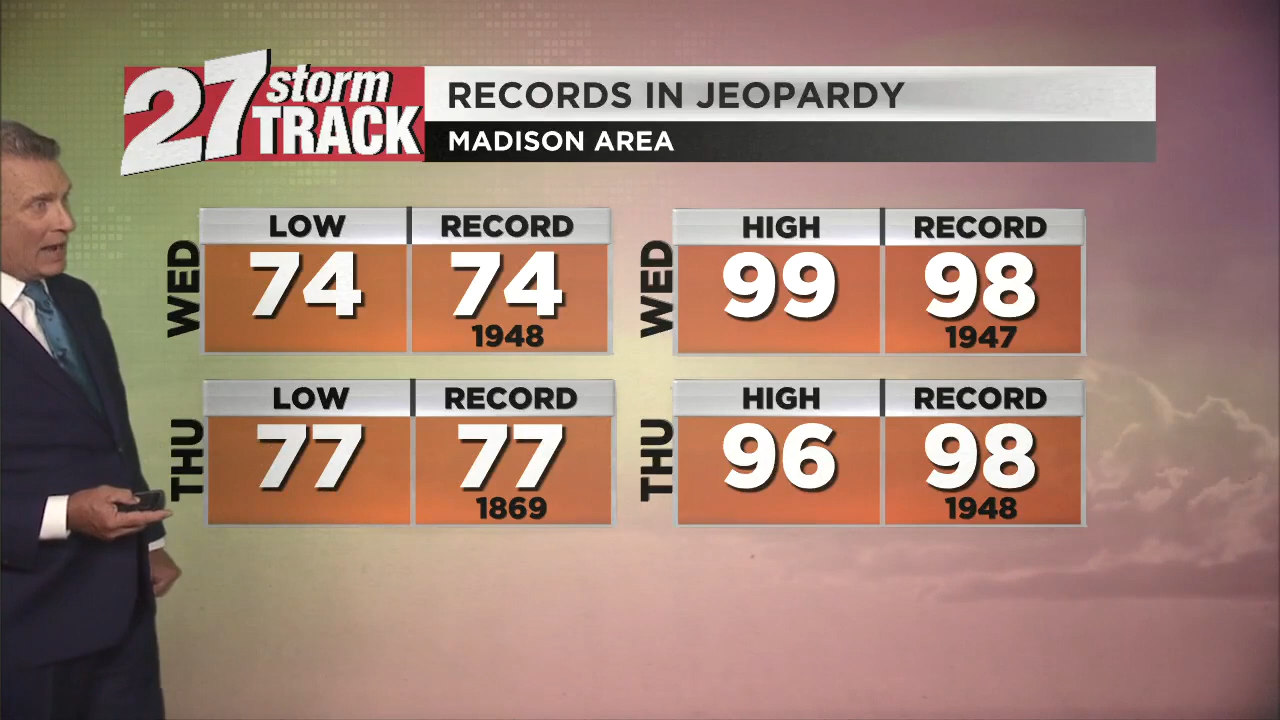 27 storm TRACK
RECORDS IN JEOPARDY
MADISON AREA
WED
LOW RECORD
74 74
1948
WED
HIGH RECORD
99 98
1947
THU
LOW RECORD
77 77
1869
THU
HIGH RECORD
96 98
1948